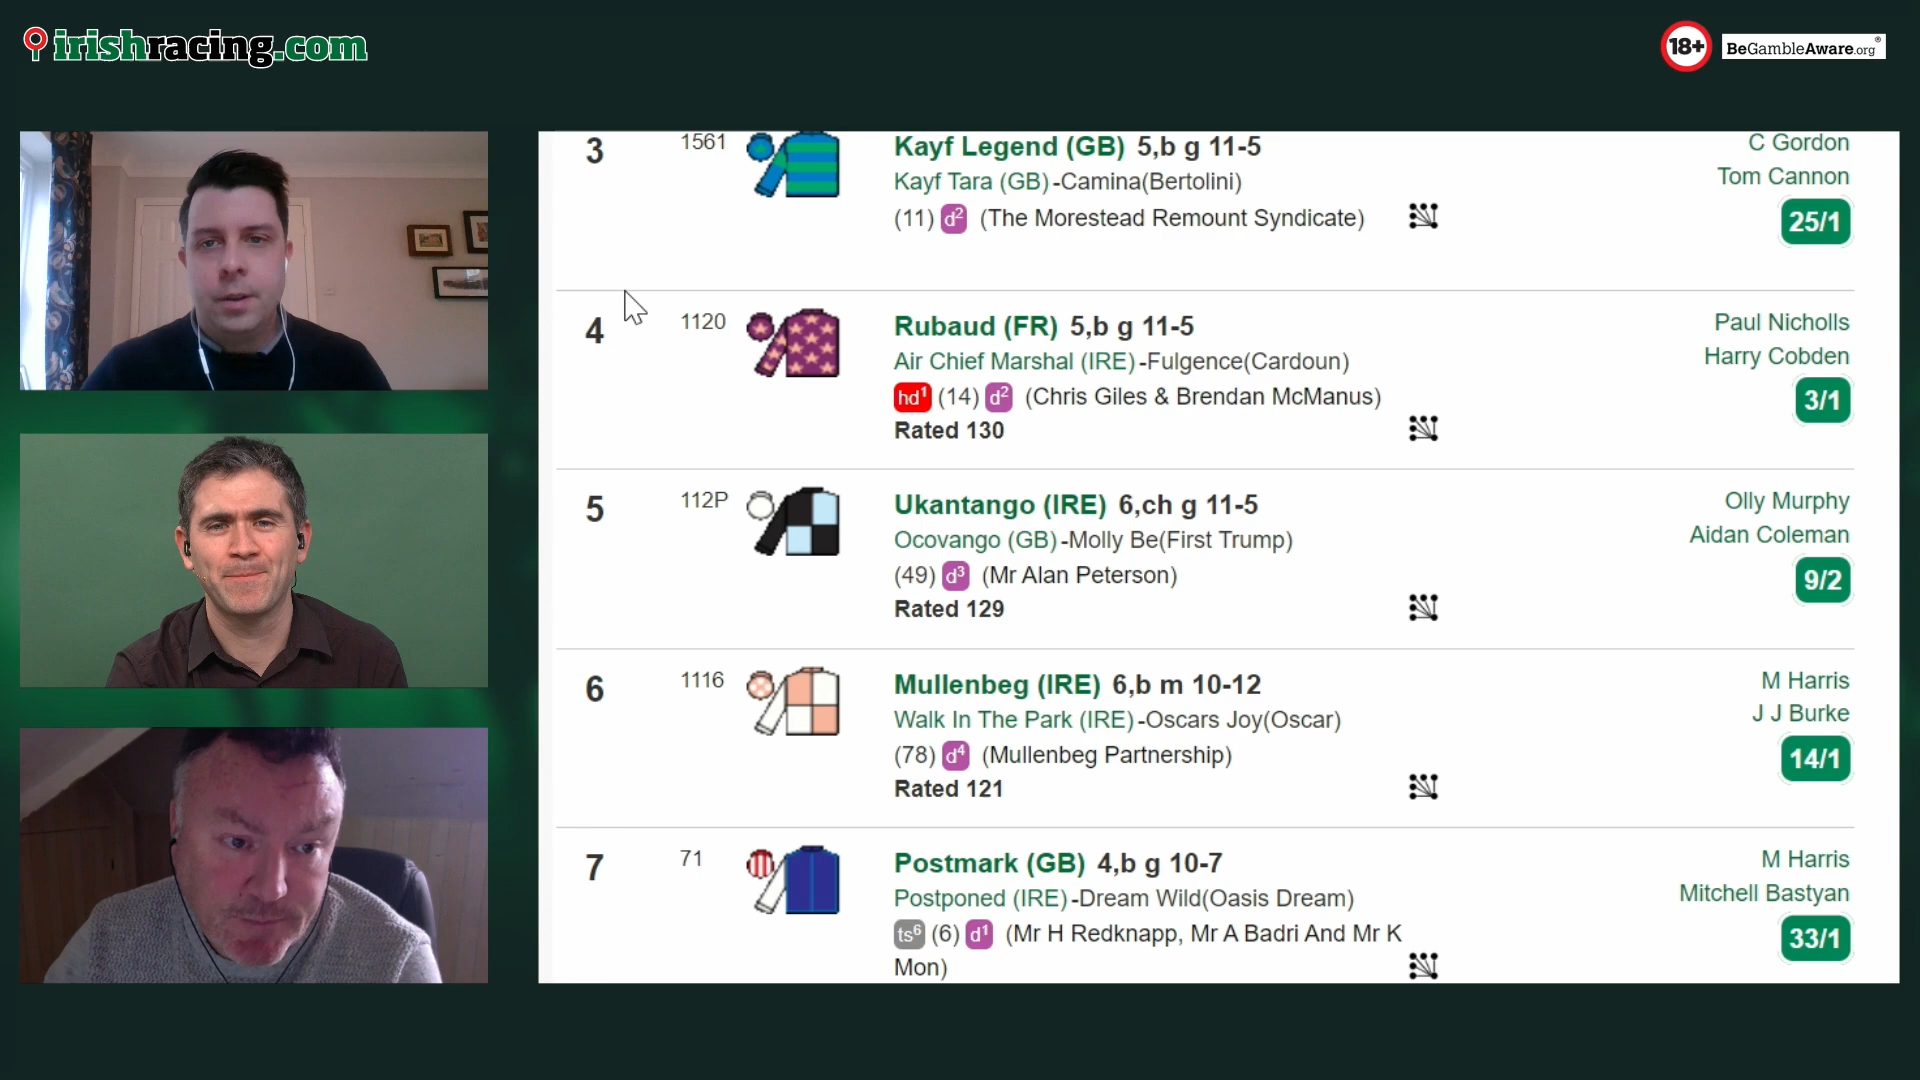 irishracing.com
18+ BeGambleAware.org®
3 1561 Kayf Legend (GB) 5,b g 11-5 C Gordon
Kayf Tara (GB) -Camina(Bertolini) Tom Cannon
(11) d2 (The Morestead Remount Syndicate) 25/1
4 1120 Rubaud (FR) 5,b g 11-5 Paul Nicholls
Air Chief Marshal (IRE) -Fulgence(Cardoun) Harry Cobden
hd1 (14) d2 (Chris Giles & Brendan McManus) 3/1
Rated 130
5 112P Ukantango (IRE) 6,ch g 11-5 Olly Murphy
Ocovango (GB) -Molly Be(First Trump) Aidan Coleman
(49) d3 (Mr Alan Peterson) 9/2
Rated 129
6 1116 Mullenbeg (IRE) 6,b m 10-12 M Harris
Walk In The Park (IRE) -Oscars Joy(Oscar) J J Burke
(78) d4 (Mullenbeg Partnership) 14/1
Rated 121
7 71 Postmark (GB) 4,b g 10-7 M Harris
Postponed (IRE) -Dream Wild(Oasis Dream) Mitchell Bastyan
ts6 (6) d1 (Mr H Redknapp, Mr A Badri And Mr K 33/1
Mon)